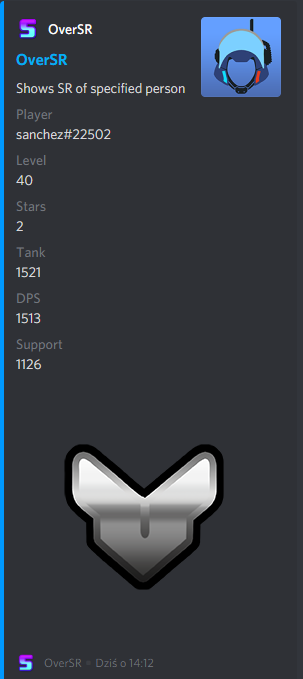 OverSR
OverSR
Shows SR of specified person
Player
sanchez#22502
Level
40
Stars
2
Tank
1521
DPS
1513
Support
1126
OverSR • Dziś o 14:12